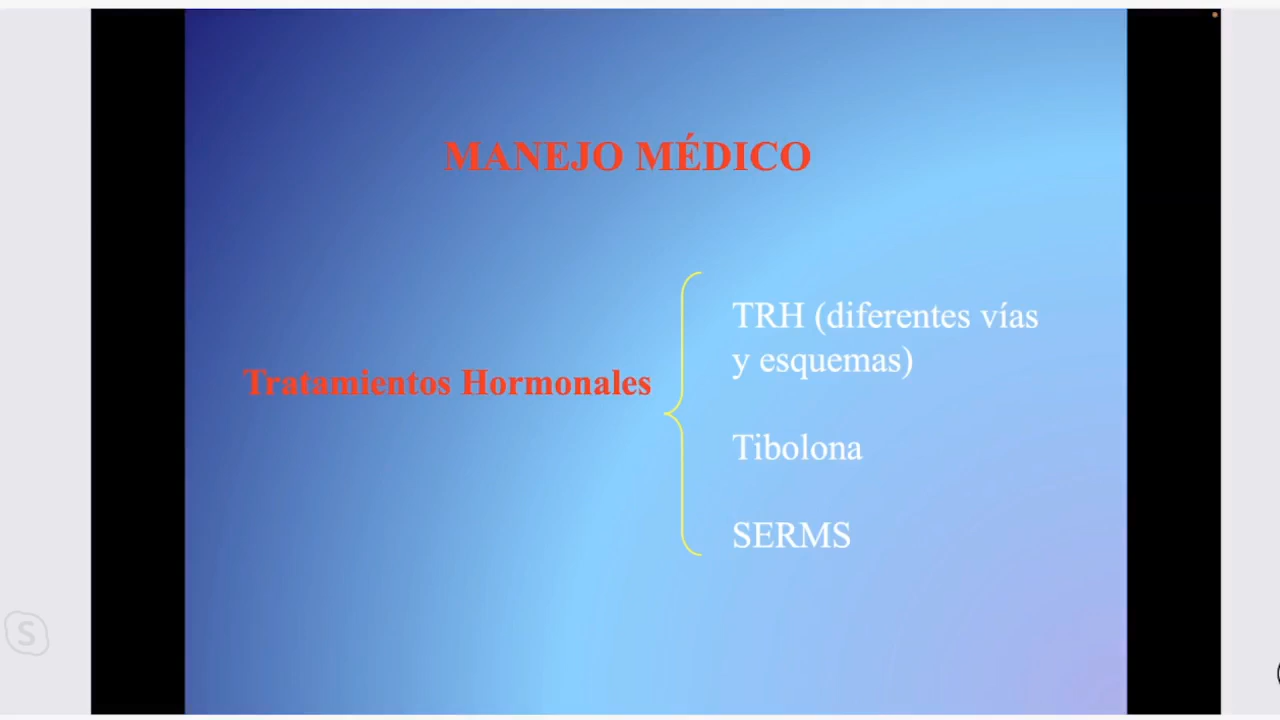 MANEJO MÉDICO
Tratamientos Hormonales
TRH (diferentes vías
y esquemas)
Tibolona
SERMS
S